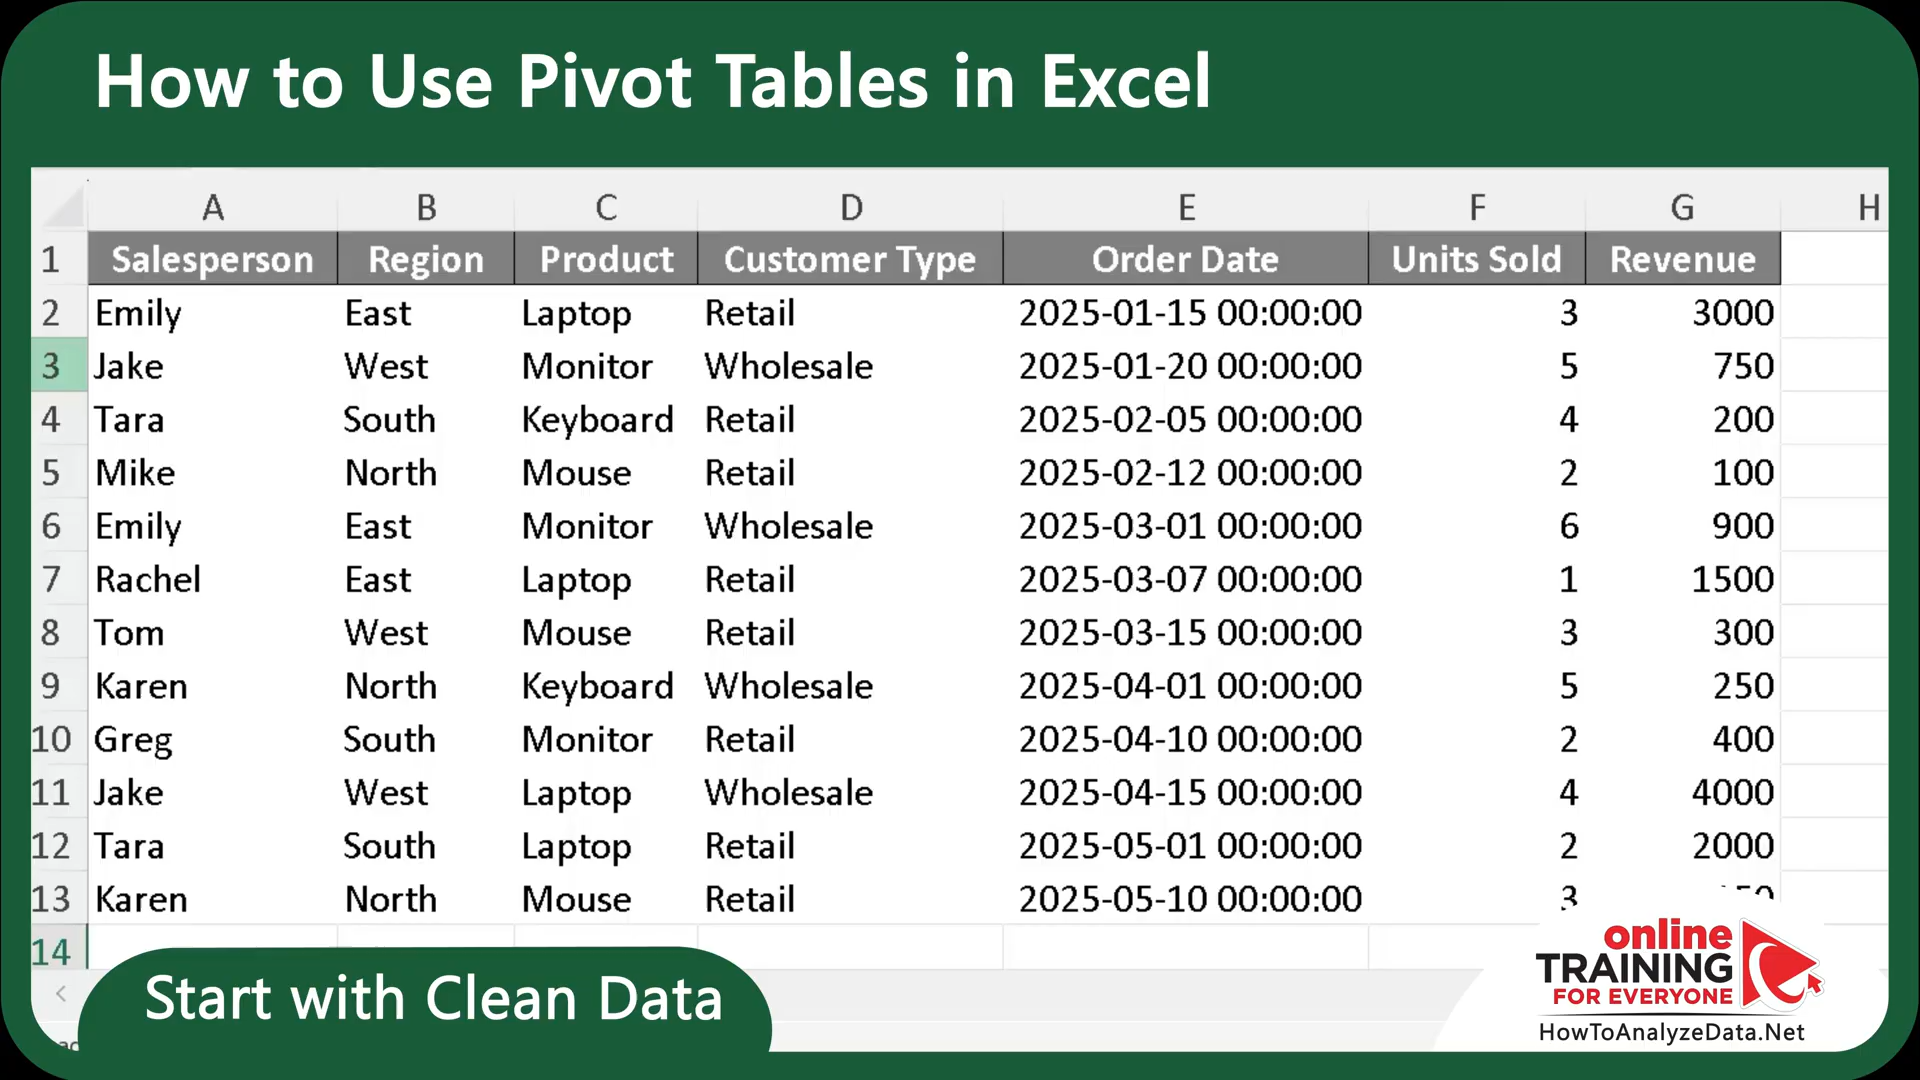 How to Use Pivot Tables in Excel
A B C D E F G H
1 Salesperson Region Product Customer Type Order Date Units Sold Revenue
2 Emily East Laptop Retail 2025-01-15 00:00:00 3 3000
3 Jake West Monitor Wholesale 2025-01-20 00:00:00 5 750
4 Tara South Keyboard Retail 2025-02-05 00:00:00 4 200
5 Mike North Mouse Retail 2025-02-12 00:00:00 2 100
6 Emily East Monitor Wholesale 2025-03-01 00:00:00 6 900
7 Rachel East Laptop Retail 2025-03-07 00:00:00 1 1500
8 Tom West Mouse Retail 2025-03-15 00:00:00 3 300
9 Karen North Keyboard Wholesale 2025-04-01 00:00:00 5 250
10 Greg South Monitor Retail 2025-04-10 00:00:00 2 400
11 Jake West Laptop Wholesale 2025-04-15 00:00:00 4 4000
12 Tara South Laptop Retail 2025-05-01 00:00:00 2 2000
13 Karen North Mouse Retail 2025-05-10 00:00:00 3
14
Start with Clean Data
online
TRAINING
FOR EVERYONE
HowToAnalyzeData.Net